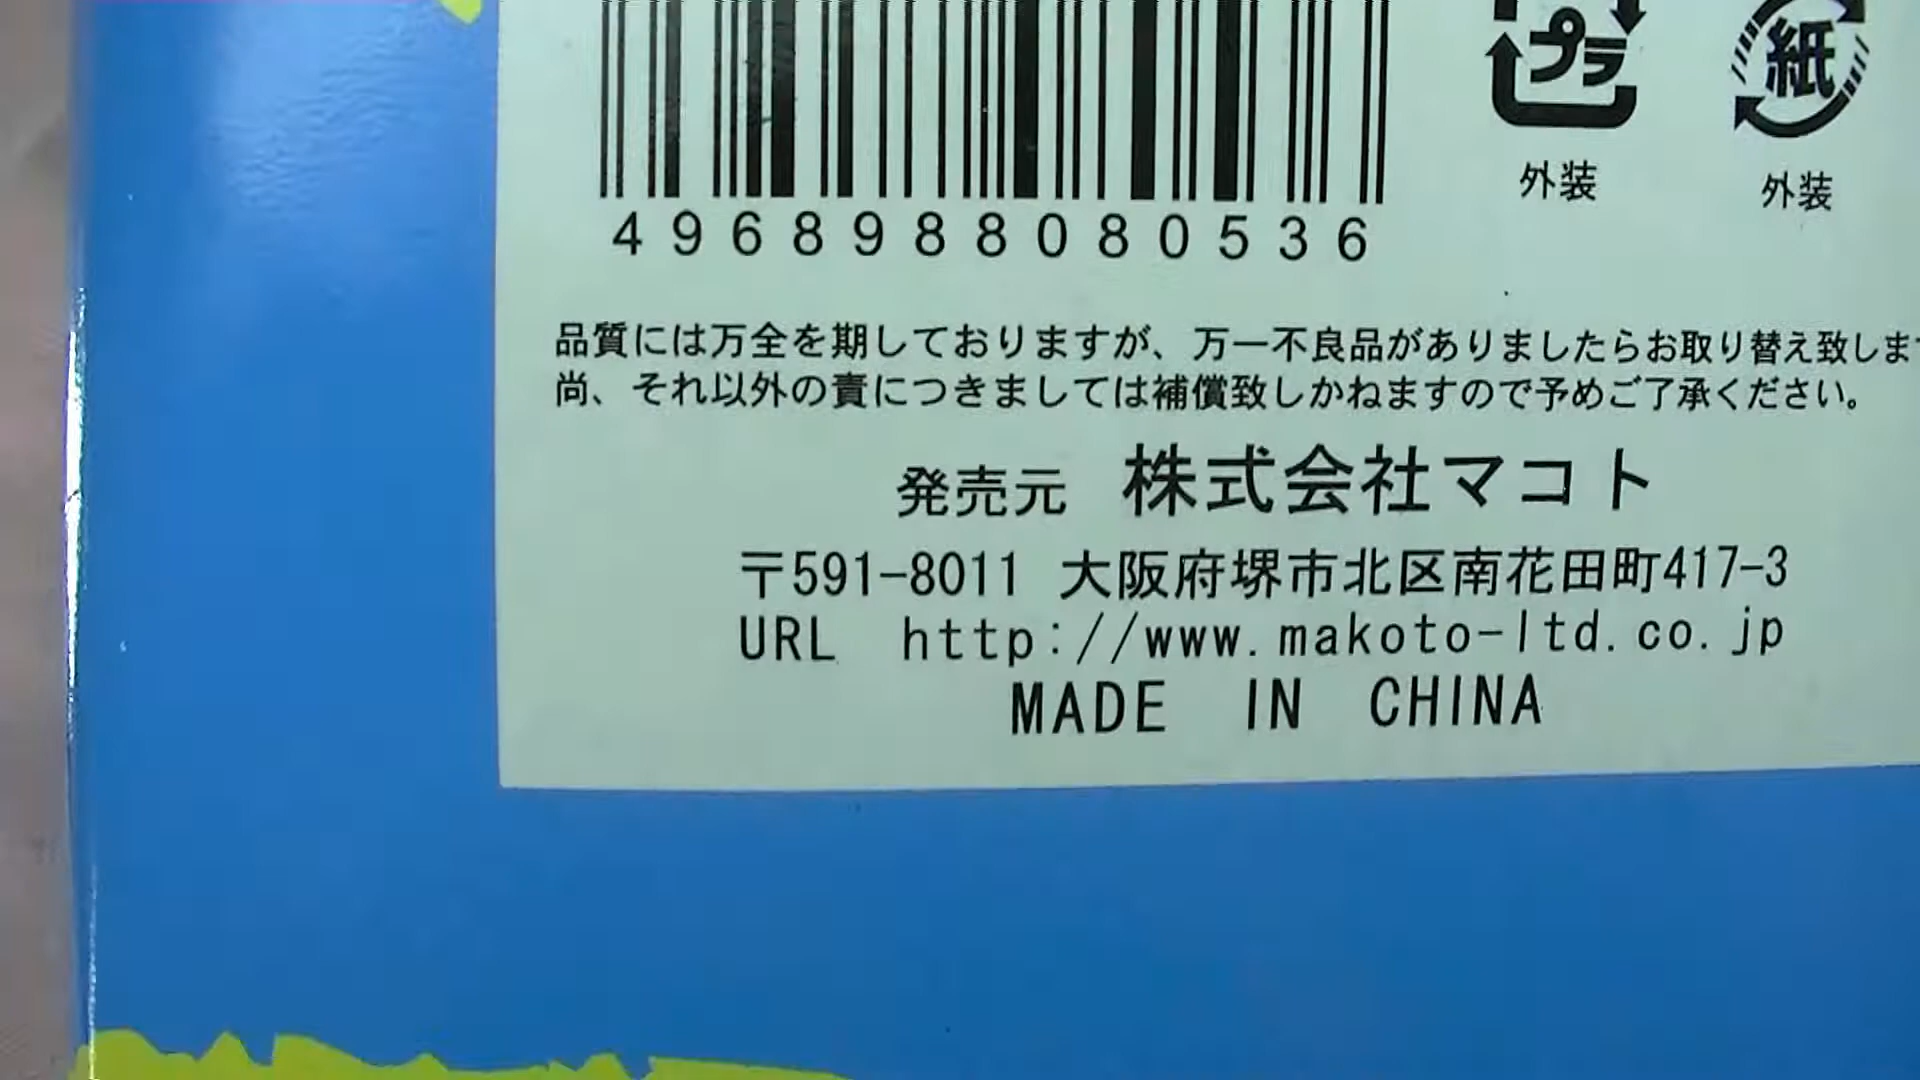 プラ
紙
外装
外装
4968988080536
品質には万全を期しておりますが、万一不良品がありましたらお取り替え致しま
尚、それ以外の責につきましては補償致しかねますので予めご了承ください。
発売元 株式会社マコト
〒591-8011 大阪府堺市北区南花田町417-3
URL http://www.makoto-ltd.co.jp
MADE IN CHINA